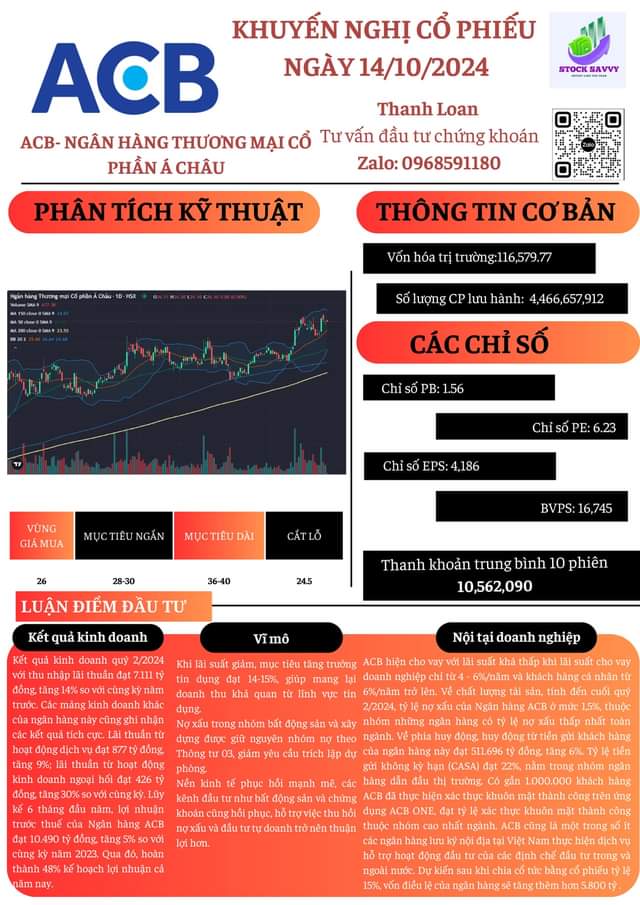 ACB
KHUYẾN NGHỊ CỔ PHIẾU
NGÀY 14/10/2024
STOCK SAVVY
Thanh Loan
Tư vấn đầu tư chứng khoán
Zalo: 0968591180
Zalo
ACB- NGÂN HÀNG THƯƠNG MẠI CỔ
PHẦN Á CHÂU
PHÂN TÍCH KỸ THUẬT
Ngân hàng Thương mại Cổ phần Á Châu · 1D · HSX
Volume SMA 9
MA 150 close 0 SMA 9
MA 50 close 0 SMA 9
MA 200 close 0 SMA 9
BB 20 2
VÙNG
GIÁ MUA
MỤC TIÊU NGẮN
MỤC TIÊU DÀI
CẮT LỖ
26
28-30
36-40
24.5
THÔNG TIN CƠ BẢN
Vốn hóa trị trường:116,579.77
Số lượng CP lưu hành: 4,466,657,912
CÁC CHỈ SỐ
Chỉ số PB: 1.56
Chỉ số PE: 6.23
Chỉ số EPS: 4,186
BVPS: 16,745
Thanh khoản trung bình 10 phiên
10,562,090
LUẬN ĐIỂM ĐẦU TƯ
Kết quả kinh doanh
Kết quả kinh doanh quý 2/2024
với thu nhập lãi thuần đạt 7.111 tỷ
đồng, tăng 14% so với cùng kỳ năm
trước. Các mảng kinh doanh khác
của ngân hàng này cũng ghi nhận
các kết quả tích cực. Lãi thuần từ
hoạt động dịch vụ đạt 877 tỷ đồng,
tăng 9%; lãi thuần từ hoạt động
kinh doanh ngoại hối đạt 426 tỷ
đồng, tăng 30% so với cùng kỳ. Lũy
kế 6 tháng đầu năm, lợi nhuận
trước thuế của Ngân hàng ACB
đạt 10.490 tỷ đồng, tăng 5% so với
cùng kỳ năm 2023. Qua đó, hoàn
thành 48% kế hoạch lợi nhuận cả
năm nay.
Vĩ mô
Khi lãi suất giảm, mục tiêu tăng trưởng
tín dụng đạt 14-15%, giúp mang lại
doanh thu khả quan từ lĩnh vực tín
dụng.
Nợ xấu trong nhóm bất động sản và xây
dựng được giữ nguyên nhóm nợ theo
Thông tư 03, giảm yêu cầu trích lập dự
phòng.
Nền kinh tế phục hồi mạnh mẽ, các
kênh đầu tư như bất động sản và chứng
khoán cũng hồi phục, hỗ trợ việc thu hồi
nợ xấu và đầu tư tự doanh trở nên thuận
lợi hơn.
Nội tại doanh nghiệp
ACB hiện cho vay với lãi suất khá thấp khi lãi suất cho vay
doanh nghiệp chỉ từ 4 - 6%/năm và khách hàng cá nhân từ
6%/năm trở lên. Về chất lượng tài sản, tính đến cuối quý
2/2024, tỷ lệ nợ xấu của Ngân hàng ACB ở mức 1,5%, thuộc
nhóm những ngân hàng có tỷ lệ nợ xấu thấp nhất toàn
ngành. Về phía huy động, huy động từ tiền gửi khách hàng
của ngân hàng này đạt 511.696 tỷ đồng, tăng 6%. Tỷ lệ tiền
gửi không kỳ hạn (CASA) đạt 22%, nằm trong nhóm ngân
hàng dẫn đầu thị trường. Có gần 1.000.000 khách hàng
ACB đã thực hiện xác thực khuôn mặt thành công trên ứng
dụng ACB ONE, đạt tỷ lệ xác thực khuôn mặt thành công
thuộc nhóm cao nhất ngành. ACB cũng là một trong số ít
các ngân hàng lưu ký nội địa tại Việt Nam thực hiện dịch vụ
hỗ trợ hoạt động đầu tư của các định chế đầu tư trong và
ngoài nước. Dự kiến sau khi chia cổ tức bằng cổ phiếu tỷ lệ
15%, vốn điều lệ của ngân hàng sẽ tăng thêm hơn 5.800 tỷ .